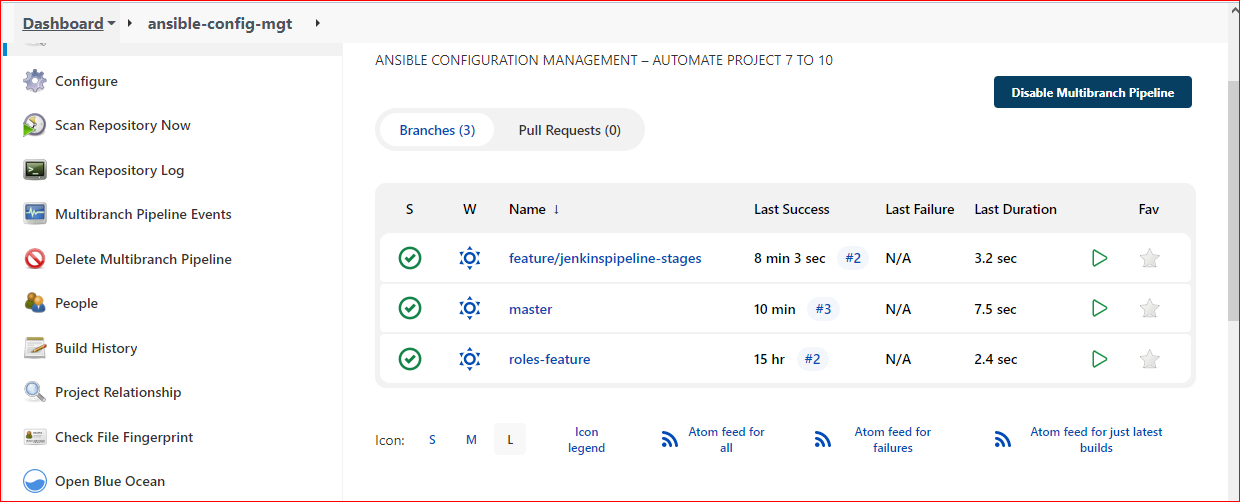 Dashboard ansible-config-mgt
Configure
Scan Repository Now
Scan Repository Log
Multibranch Pipeline Events
Delete Multibranch Pipeline
People
Build History
Project Relationship
Check File Fingerprint
Open Blue Ocean
ANSIBLE CONFIGURATION MANAGEMENT – AUTOMATE PROJECT 7 TO 10
Disable Multibranch Pipeline
Branches (3) Pull Requests (0)
S W Name ↓ Last Success Last Failure Last Duration Fav
feature/jenkinspipeline-stages 8 min 3 sec #2 N/A 3.2 sec
master 10 min #3 N/A 7.5 sec
roles-feature 15 hr #2 N/A 2.4 sec
Icon: S M L
Icon legend
Atom feed for all
Atom feed for failures
Atom feed for just latest builds